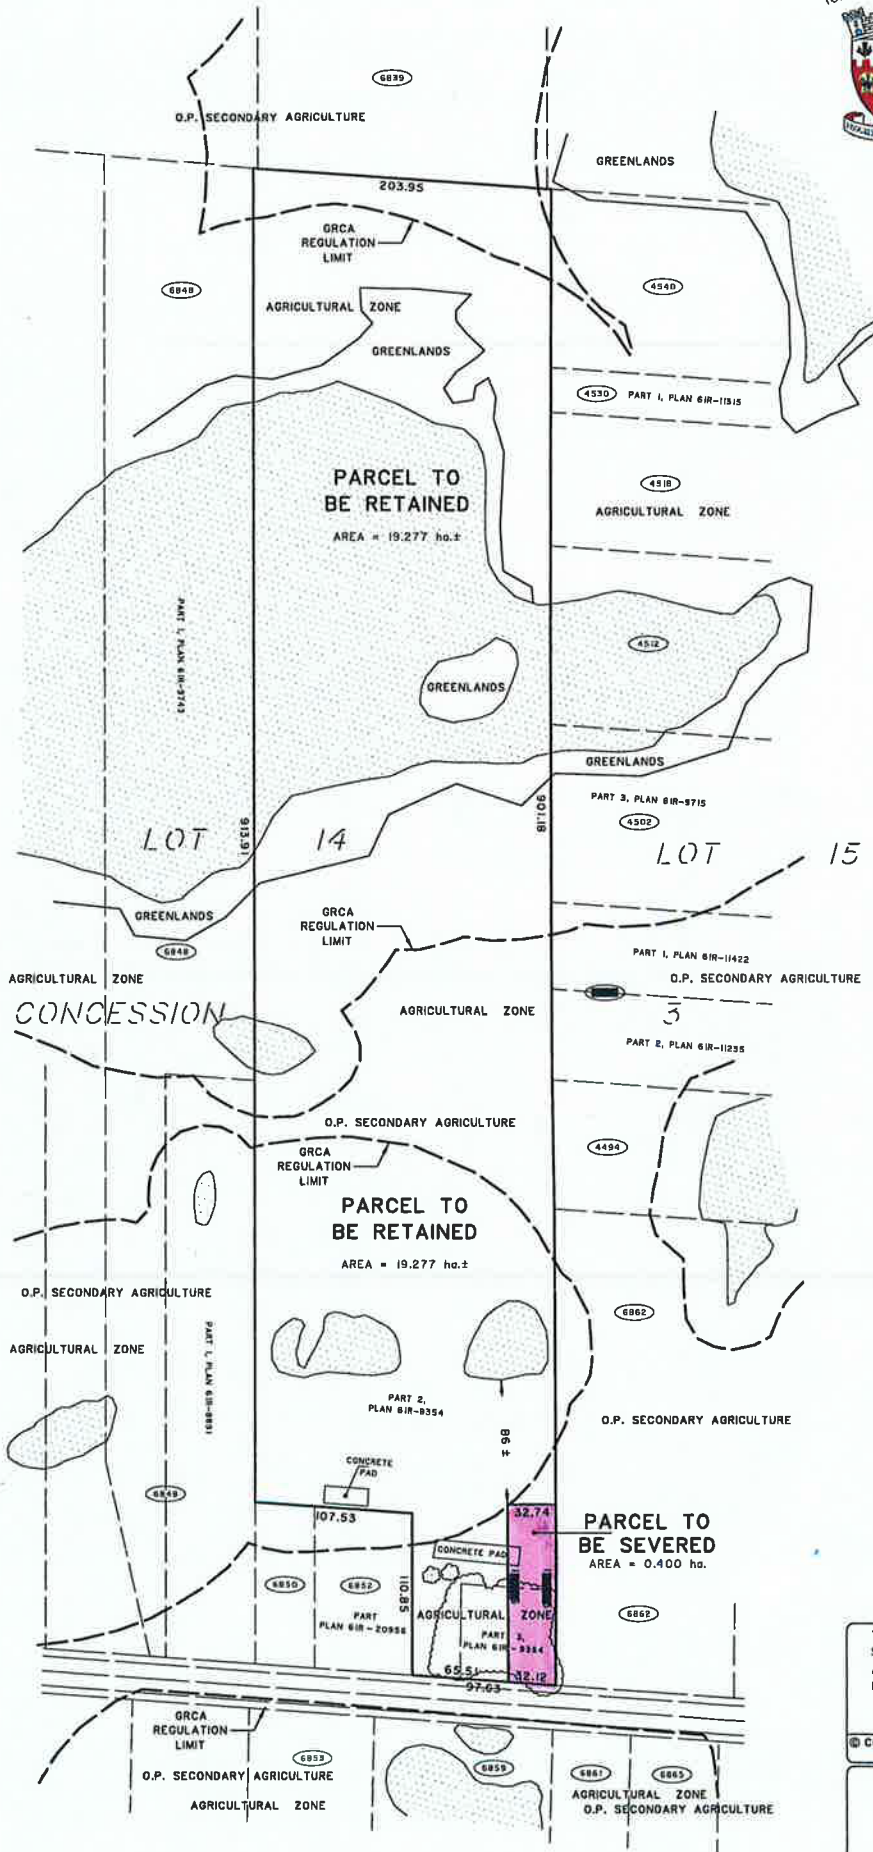 6839
O.P. SECONDARY AGRICULTURE
GREENLANDS
203.95
GRCA
REGULATION
LIMIT
6848
4540
AGRICULTURAL ZONE
GREENLANDS
4530
PART 1, PLAN 61R-11515
PARCEL TO
BE RETAINED
AREA = 19.277 ha.±
4518
AGRICULTURAL ZONE
PART 1, PLAN 61R-9743
4512
GREENLANDS
GREENLANDS
PART 3, PLAN 61R-9715
4502
913.91
901.18
LOT 14
LOT 15
GREENLANDS
GRCA
REGULATION
LIMIT
6848
PART 1, PLAN 61R-11422
AGRICULTURAL ZONE
O.P. SECONDARY AGRICULTURE
CONCESSION
AGRICULTURAL ZONE
3
PART 2, PLAN 61R-11235
O.P. SECONDARY AGRICULTURE
4494
GRCA
REGULATION
LIMIT
PARCEL TO
BE RETAINED
AREA = 19.277 ha.±
O.P. SECONDARY AGRICULTURE
6862
AGRICULTURAL ZONE
PART 2,
PLAN 61R-8354
O.P. SECONDARY AGRICULTURE
86 ±
CONCRETE
PAD
6848
107.53
32.74
PARCEL TO
BE SEVERED
AREA = 0.400 ha.
CONCRETE PAD
6850
6852
110.85
AGRICULTURAL ZONE
6862
PART
PLAN 61R-20956
PART 3,
65.51
32.12
97.63
GRCA
REGULATION
LIMIT
6853
6859
6861
6865
O.P. SECONDARY AGRICULTURE
AGRICULTURAL ZONE
AGRICULTURAL ZONE
O.P. SECONDARY AGRICULTURE